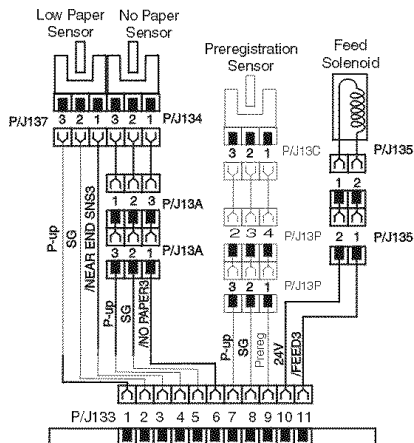 Low Paper Sensor
No Paper Sensor
Preregistration Sensor
Feed Solenoid
P/J137 3 2 1 3 2 1 P/J134
3 2 1 P/J13C
P/J135
1 2
1 2 3 P/J13A
2 3 4 P/J13P
2 1 P/J135
P/J13A
3 2 1
3 2 1 P/J13P
P-up
SG
/NEAR END SNS3
P-up
SG
/NO PAPER3
P-up
SG
Prereg
24V
/FEED3
P/J133 1 2 3 4 5 6 7 8 9 10 11